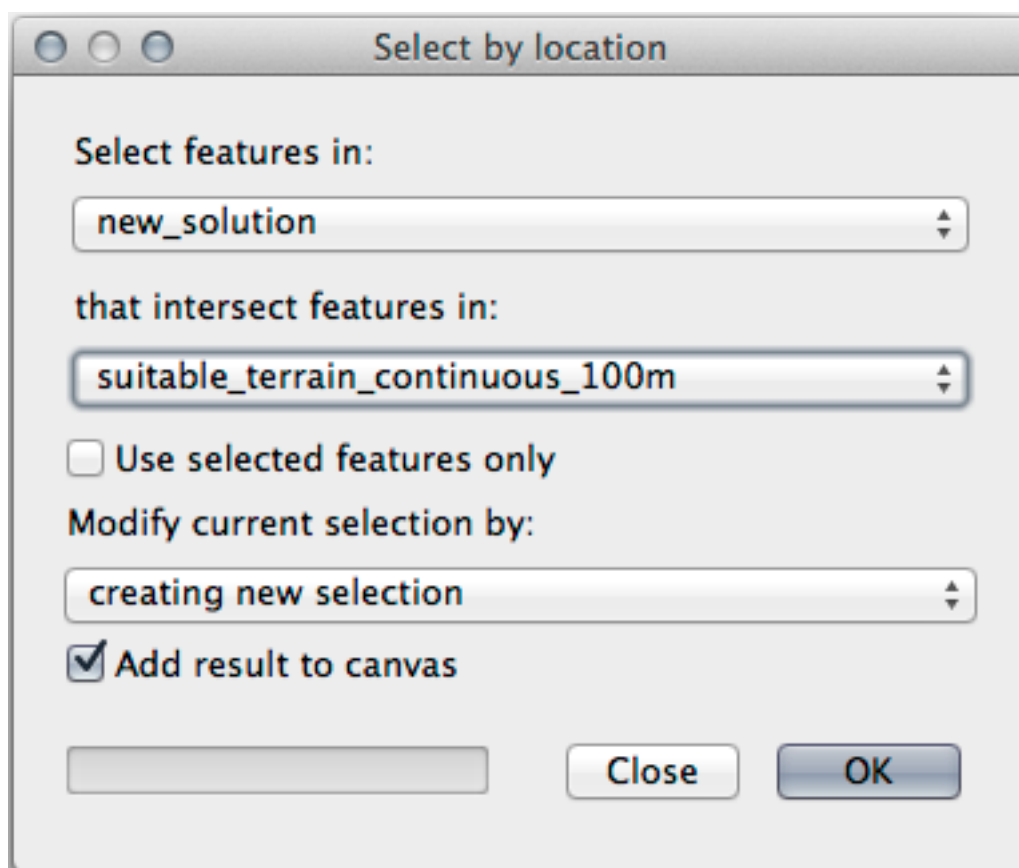 Select by location
Select features in:
new_solution
that intersect features in:
suitable_terrain_continuous_100m
Use selected features only
Modify current selection by:
creating new selection
Add result to canvas
Close OK